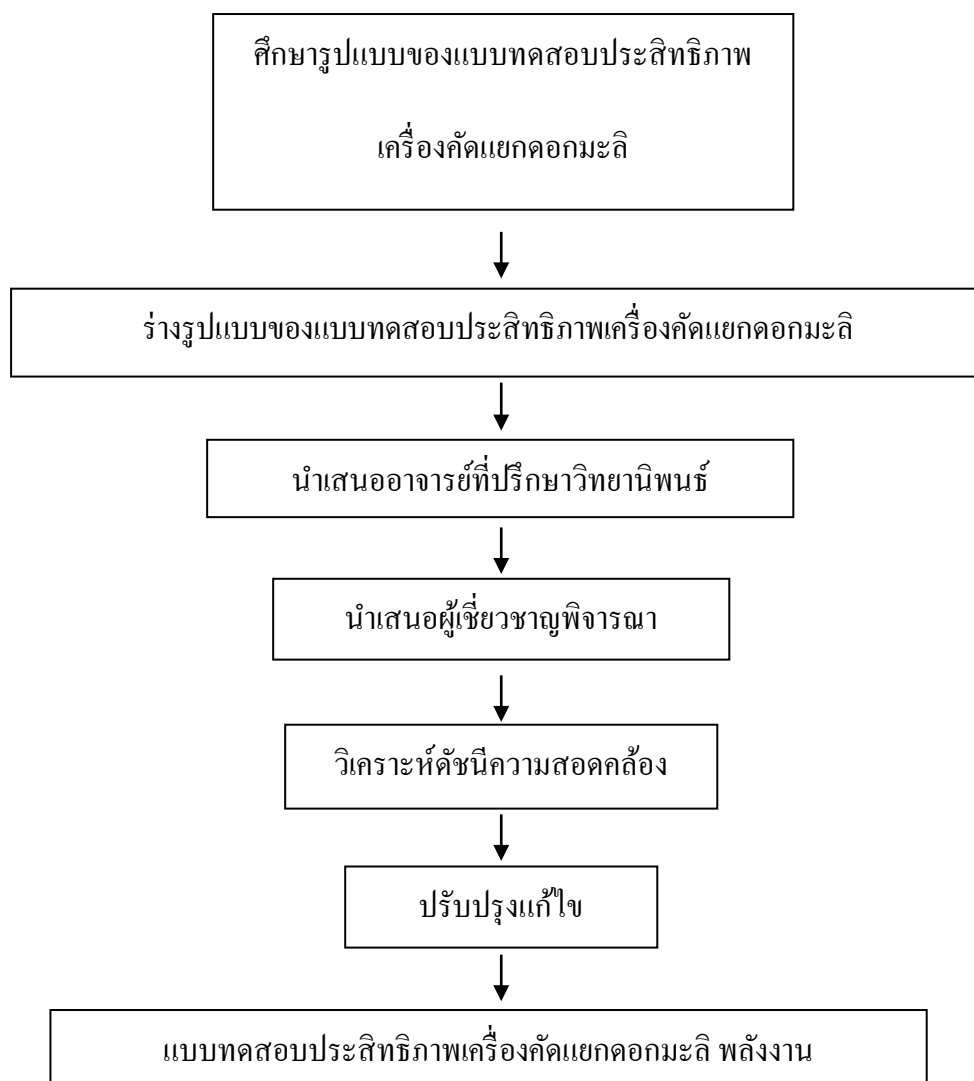 ศึกษารูปแบบของแบบทดสอบประสิทธิภาพ
เครื่องคัดแยกดอกมะลิ
ร่างรูปแบบของแบบทดสอบประสิทธิภาพเครื่องคัดแยกดอกมะลิ
นำเสนออาจารย์ที่ปรึกษาวิทยานิพนธ์
นำเสนอผู้เชี่ยวชาญพิจารณา
วิเคราะห์ดัชนีความสอดคล้อง
ปรับปรุงแก้ไข
แบบทดสอบประสิทธิภาพเครื่องคัดแยกดอกมะลิ พลังงาน